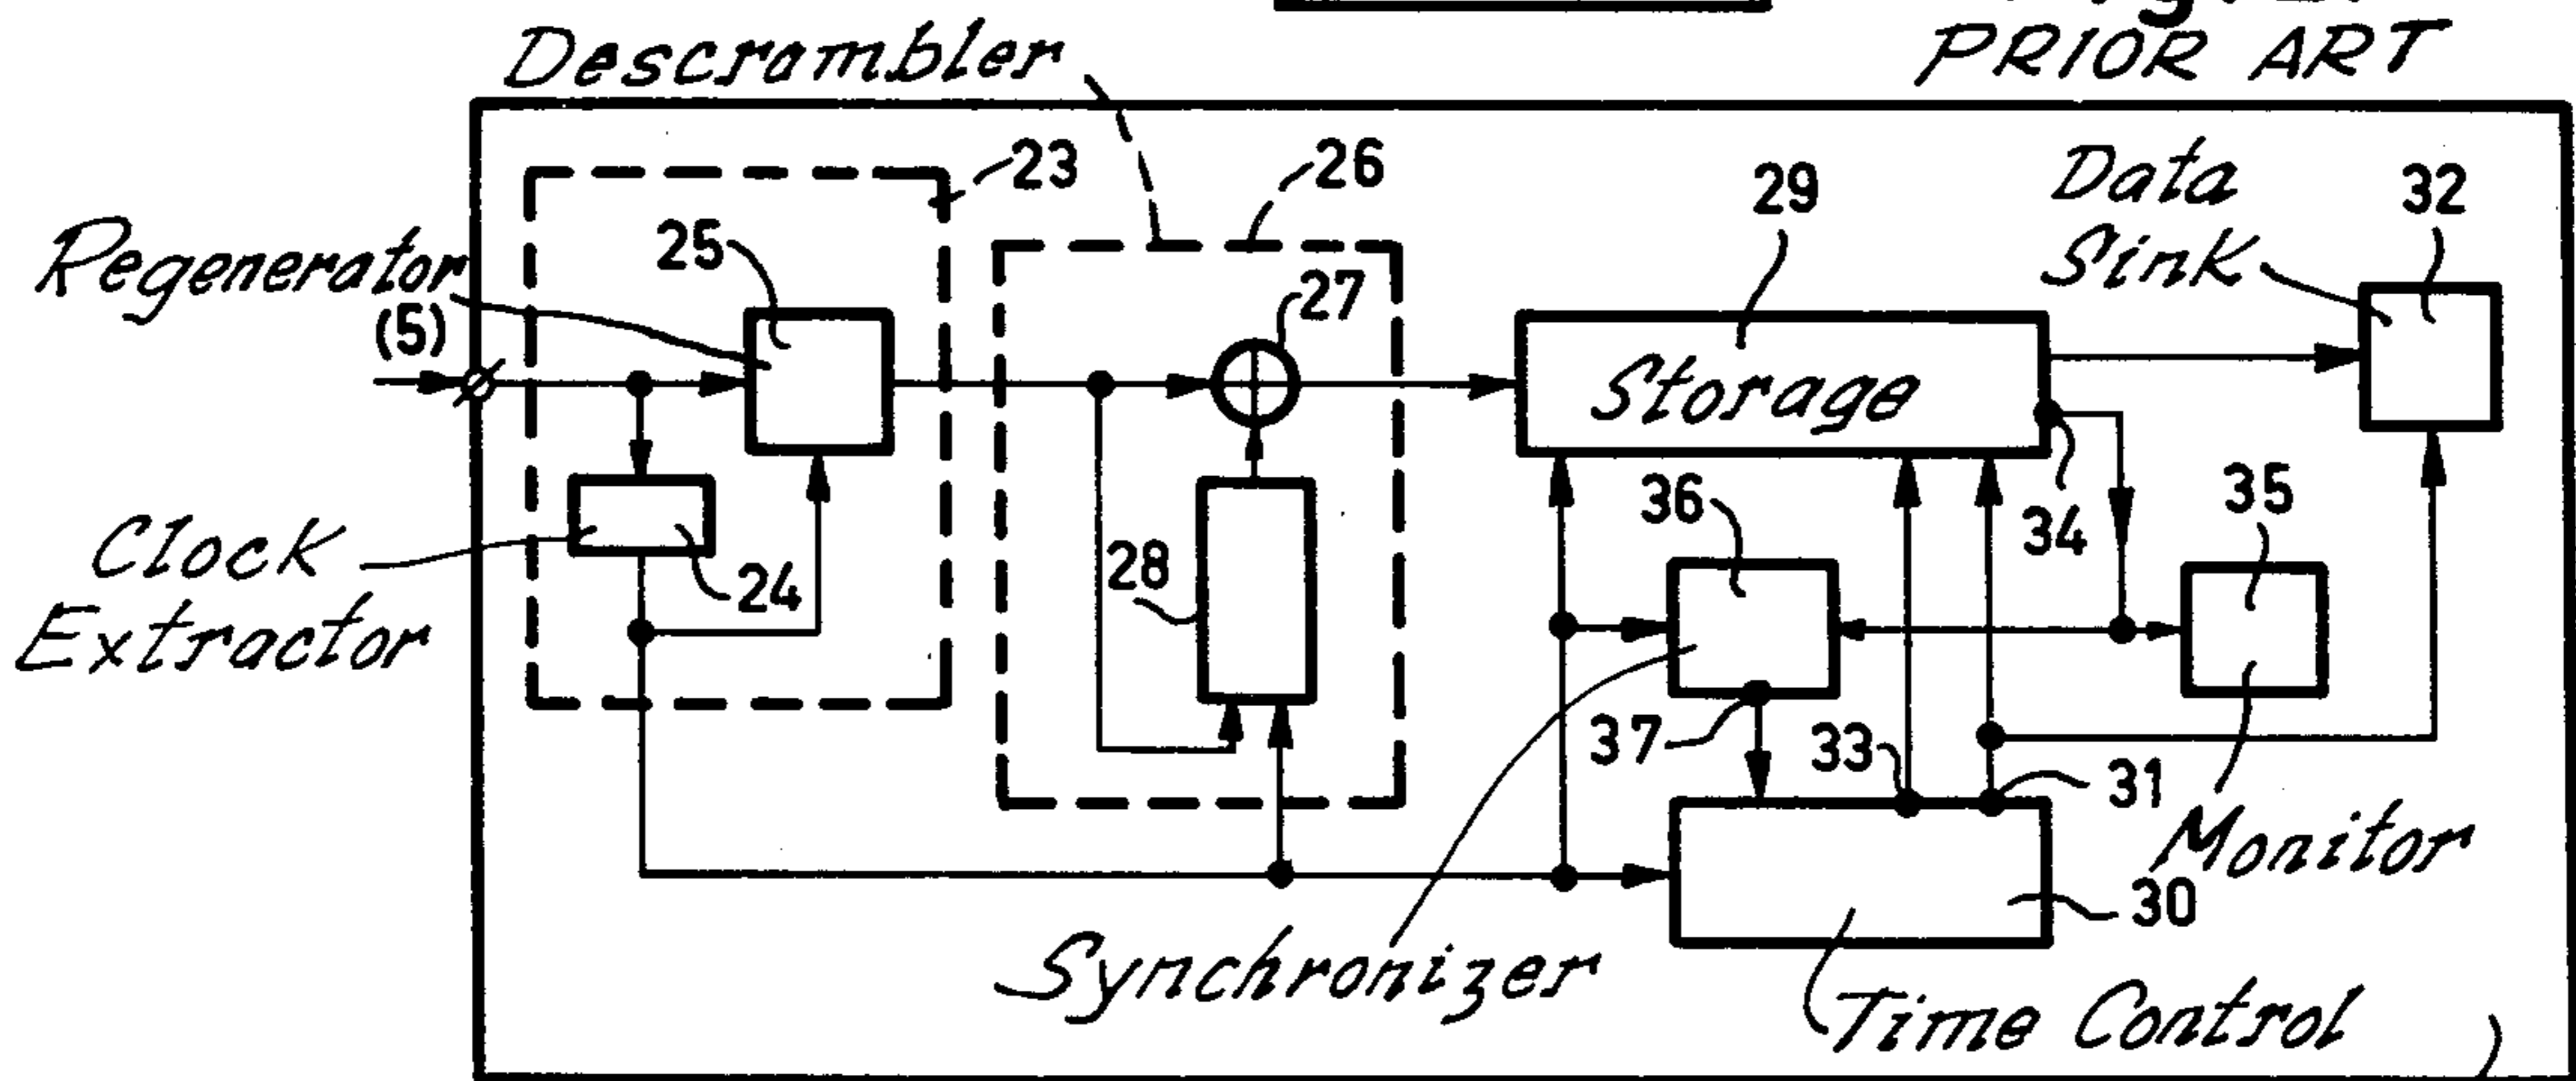 PRIOR ART
Descrambler
23
26
29
Data
Sink
32
Regenerator
25
27
(5)
Storage
Clock
Extractor
24
28
36
34
35
37
33
31
Monitor
30
Synchronizer
Time Control